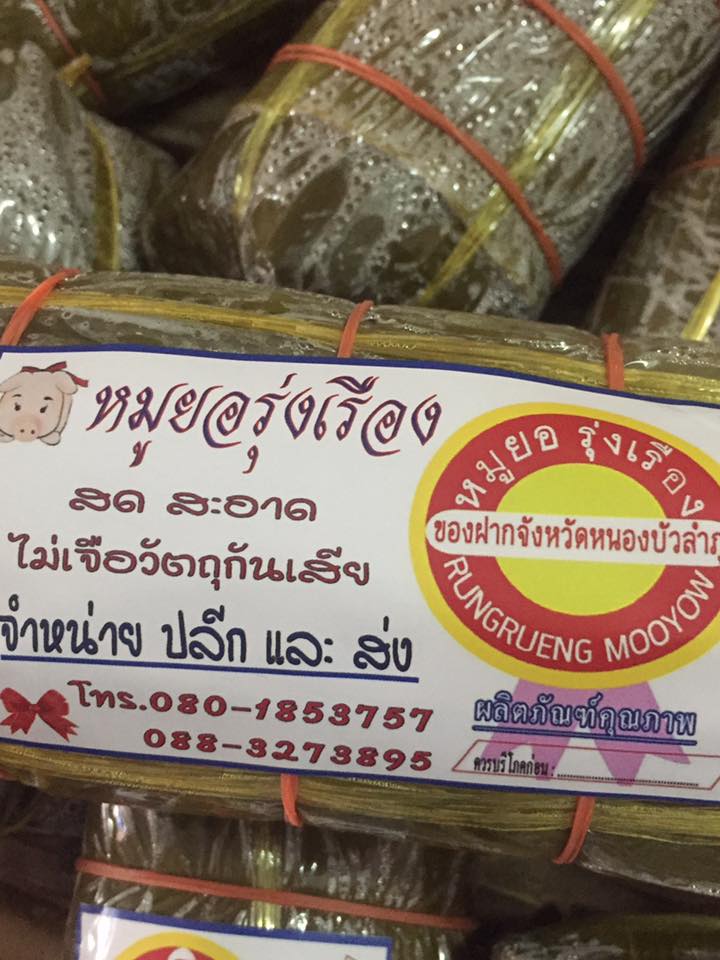 หมูยอรุ่งเรือง
สด สะอาด
ไม่เจือวัตถุกันเสีย
จำหน่าย ปลีก และ ส่ง
โทร.080-1853757
088-3273895
หมูยอ รุ่งเรือง
ของฝากจังหวัดหนองบัวลำภู
RUNGRUENG MOOYOW
ผลิตภัณฑ์คุณภาพ
ควรบริโภคก่อน :